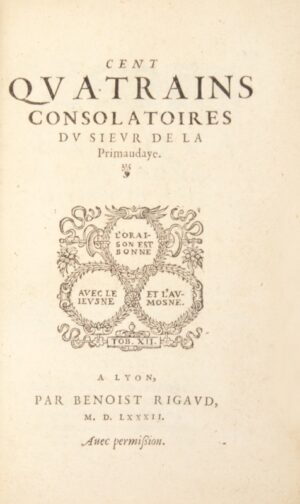 CENT
QVATRAINS
CONSOLATOIRES
DV SIEVR DE LA
Primaudaye.
L'ORAI-
SON EST
BONNE
AVEC LE
IEVSNE
ET L'AV-
MOSNE.
TOB. XII.
A LYON,
PAR BENOIST RIGAVD,
M. D. LXXXII.
Auec permißion.